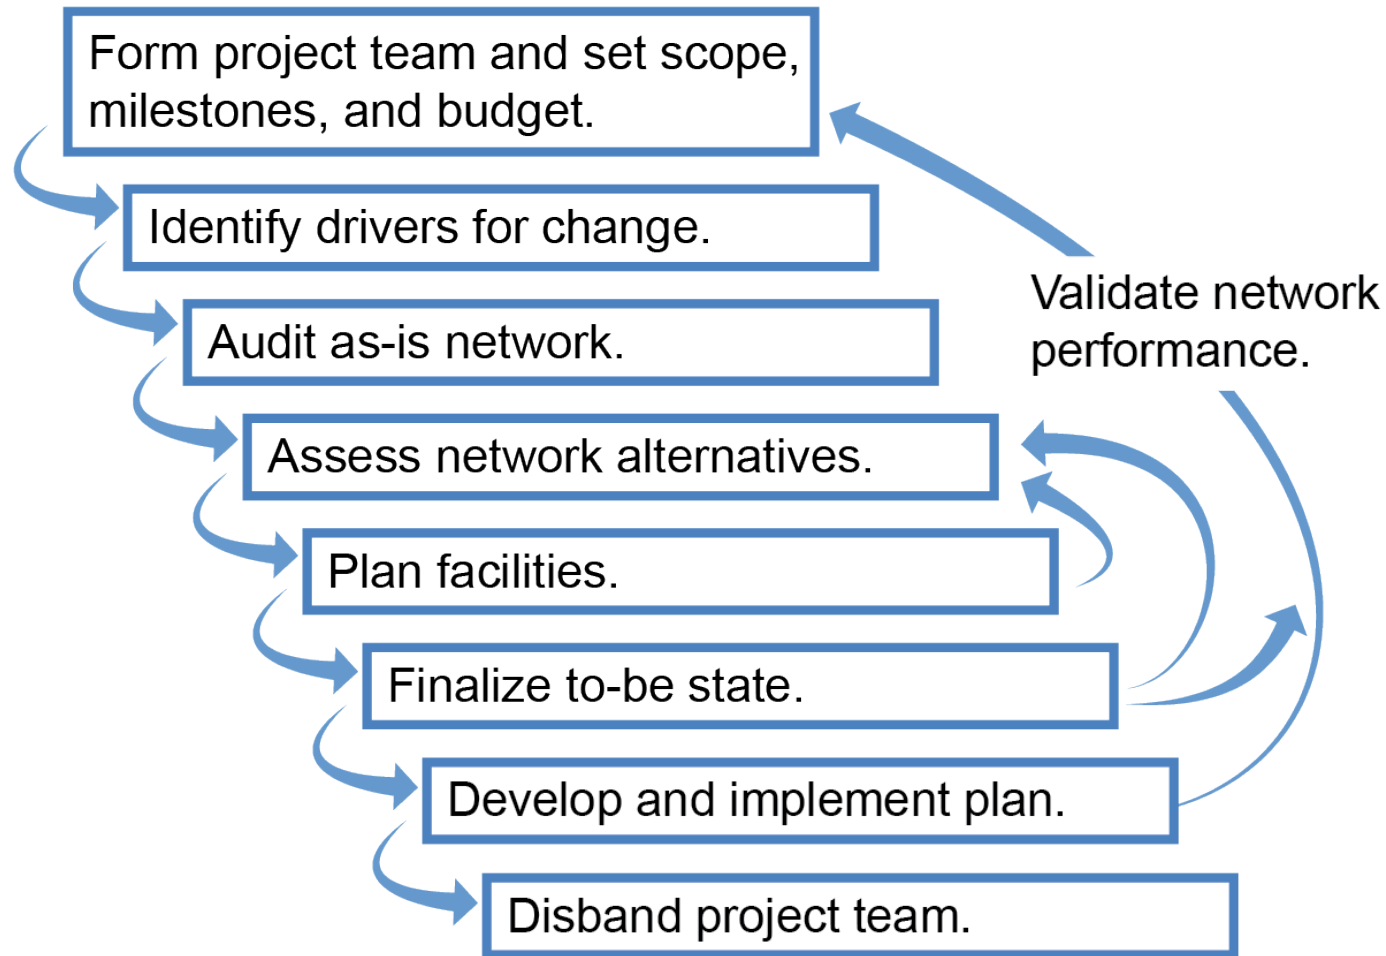 Form project team and set scope,
milestones, and budget.
Identify drivers for change.
Validate network
performance.
Audit as-is network.
Assess network alternatives.
Plan facilities.
Finalize to-be state.
Develop and implement plan.
Disband project team.